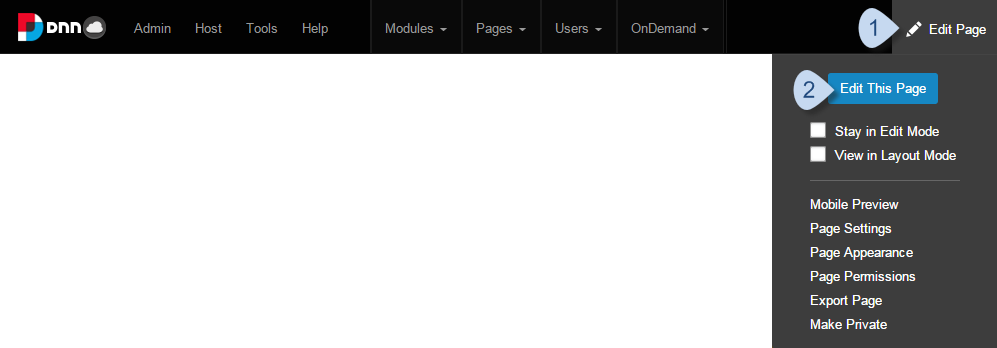 DNN Admin Host Tools Help Modules Pages Users OnDemand 1 Edit Page
2 Edit This Page
Stay in Edit Mode
View in Layout Mode
Mobile Preview
Page Settings
Page Appearance
Page Permissions
Export Page
Make Private